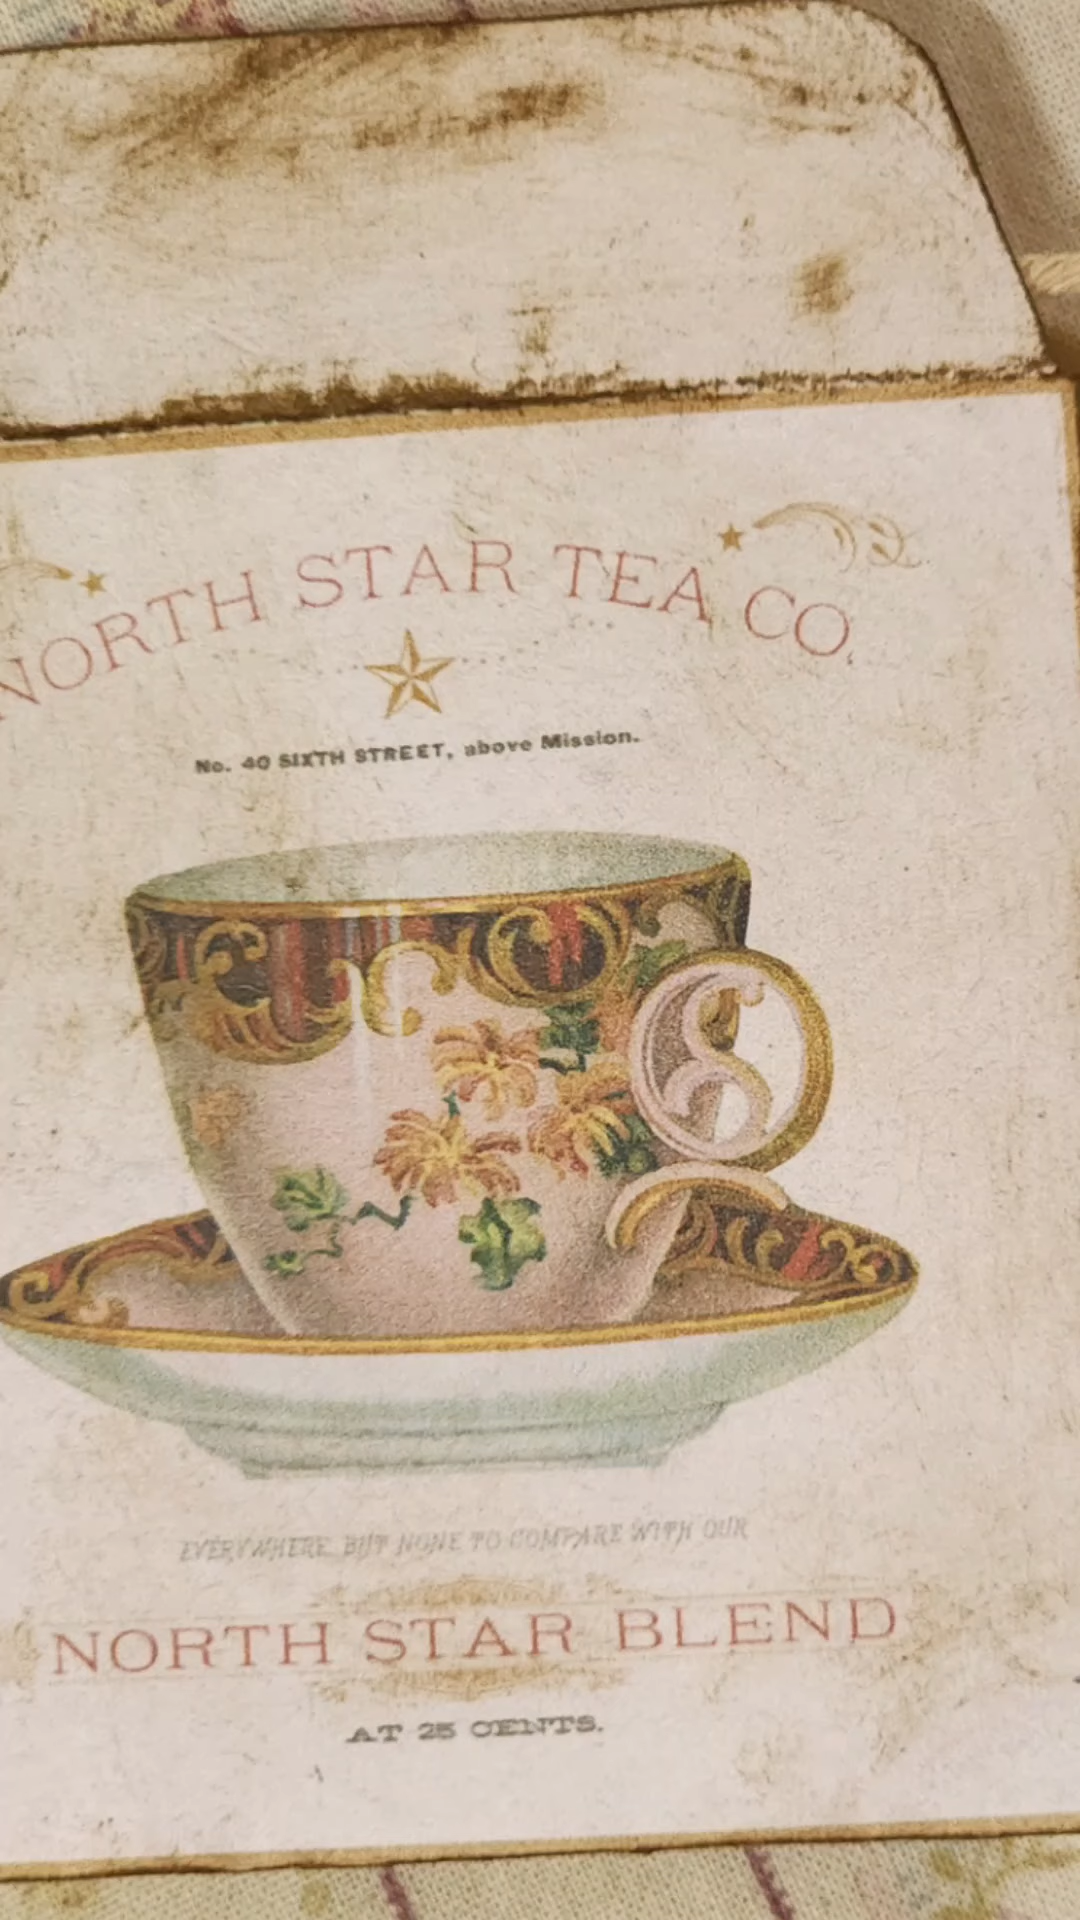 NORTH STAR TEA CO.
No. 40 SIXTH STREET, above Mission.
EVERYWHERE BUT NONE TO COMPARE WITH OUR
NORTH STAR BLEND
AT 25 CENTS.